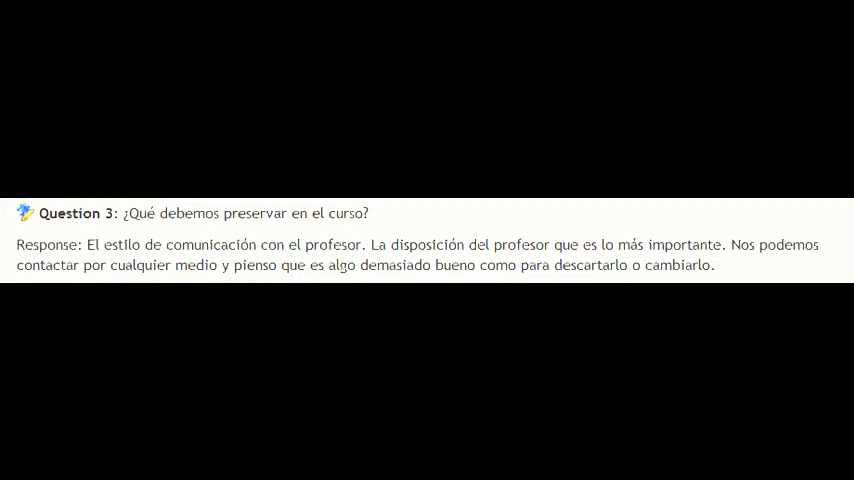 Question 3: ¿Qué debemos preservar en el curso?
Response: El estilo de comunicación con el profesor. La disposición del profesor que es lo más importante. Nos podemos
contactar por cualquier medio y pienso que es algo demasiado bueno como para descartarlo o cambiarlo.